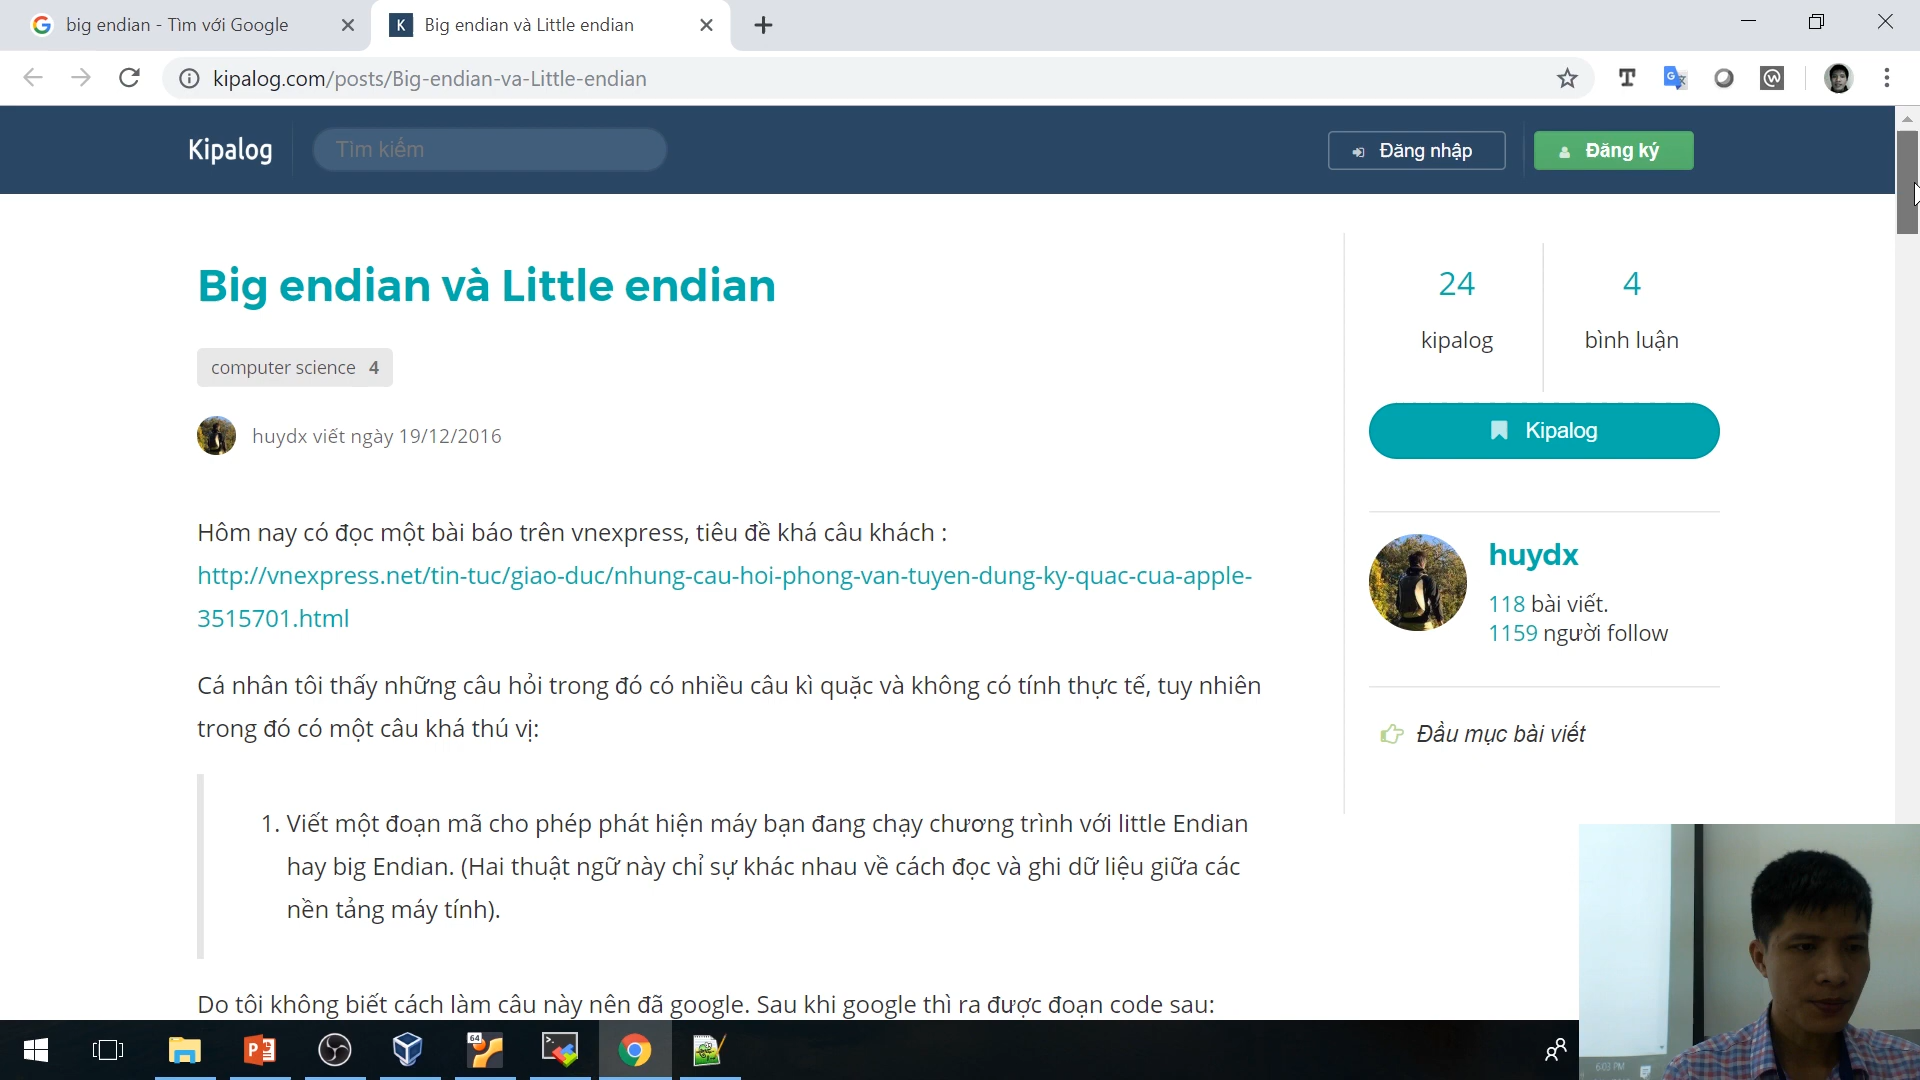 big endian - Tìm với Google
K
Big endian và Little endian
kipalog.com/posts/Big-endian-va-Little-endian
Kipalog
Tìm kiếm
Đăng nhập
Đăng ký
Big endian và Little endian
computer science 4
huydx viết ngày 19/12/2016
Hôm nay có đọc một bài báo trên vnexpress, tiêu đề khá câu khách :
http://vnexpress.net/tin-tuc/giao-duc/nhung-cau-hoi-phong-van-tuyen-dung-ky-quac-cua-apple-
3515701.html
Cá nhân tôi thấy những câu hỏi trong đó có nhiều câu kì quặc và không có tính thực tế, tuy nhiên
trong đó có một câu khá thú vị:
1. Viết một đoạn mã cho phép phát hiện máy bạn đang chạy chương trình với little Endian
hay big Endian. (Hai thuật ngữ này chỉ sự khác nhau về cách đọc và ghi dữ liệu giữa các
nền tảng máy tính).
Do tôi không biết cách làm câu này nên đã google. Sau khi google thì ra được đoạn code sau:
24
kipalog
4
bình luận
Kipalog
huydx
118 bài viết.
1159 người follow
Đầu mục bài viết
64
6:03 PM